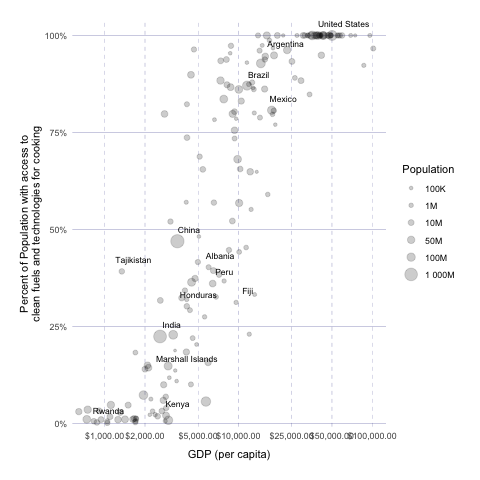 United States
100%
Argentina
Brazil
Mexico
75%
Percent of Population with access to
clean fuels and technologies for cooking
Population
100K
1M
10M
50M
100M
1 000M
50%
China
Tajikistan
Albania
Peru
Honduras
Fiji
25%
India
Marshall Islands
Rwanda
Kenya
0%
$1,000.00 $2,000.00 $5,000.00 $10,000.00 $25,000.00 $50,000.00 $100,000.00
GDP (per capita)